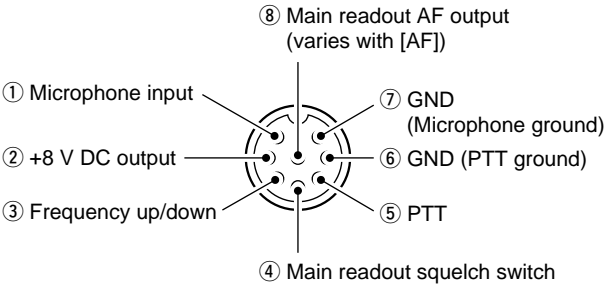 ⑧ Main readout AF output
(varies with [AF])
① Microphone input
⑦ GND
(Microphone ground)
② +8 V DC output
⑥ GND (PTT ground)
③ Frequency up/down
⑤ PTT
④ Main readout squelch switch